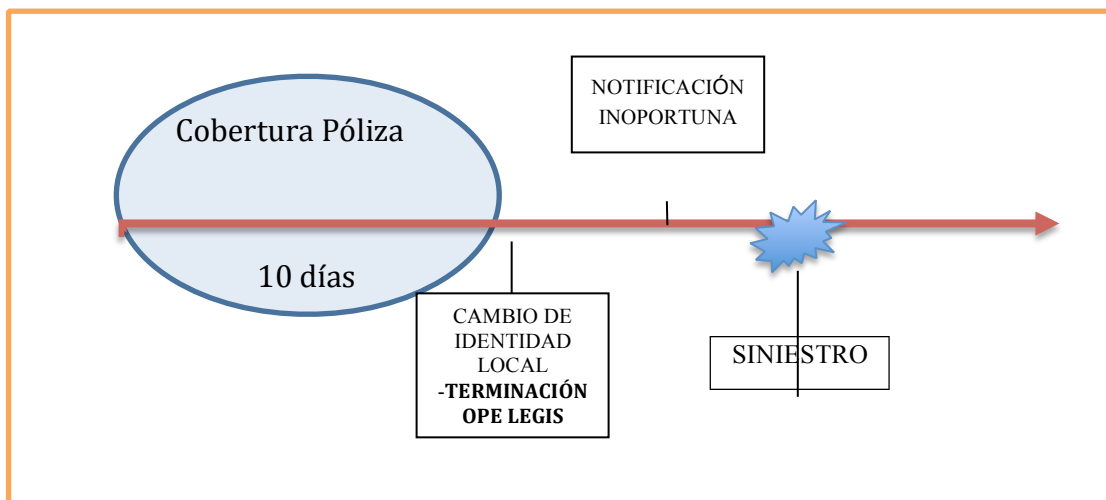 NOTIFICACIÓN
INOPORTUNA
Cobertura Póliza
10 días
CAMBIO DE
IDENTIDAD
LOCAL
-TERMINACIÓN
OPE LEGIS
SINIESTRO